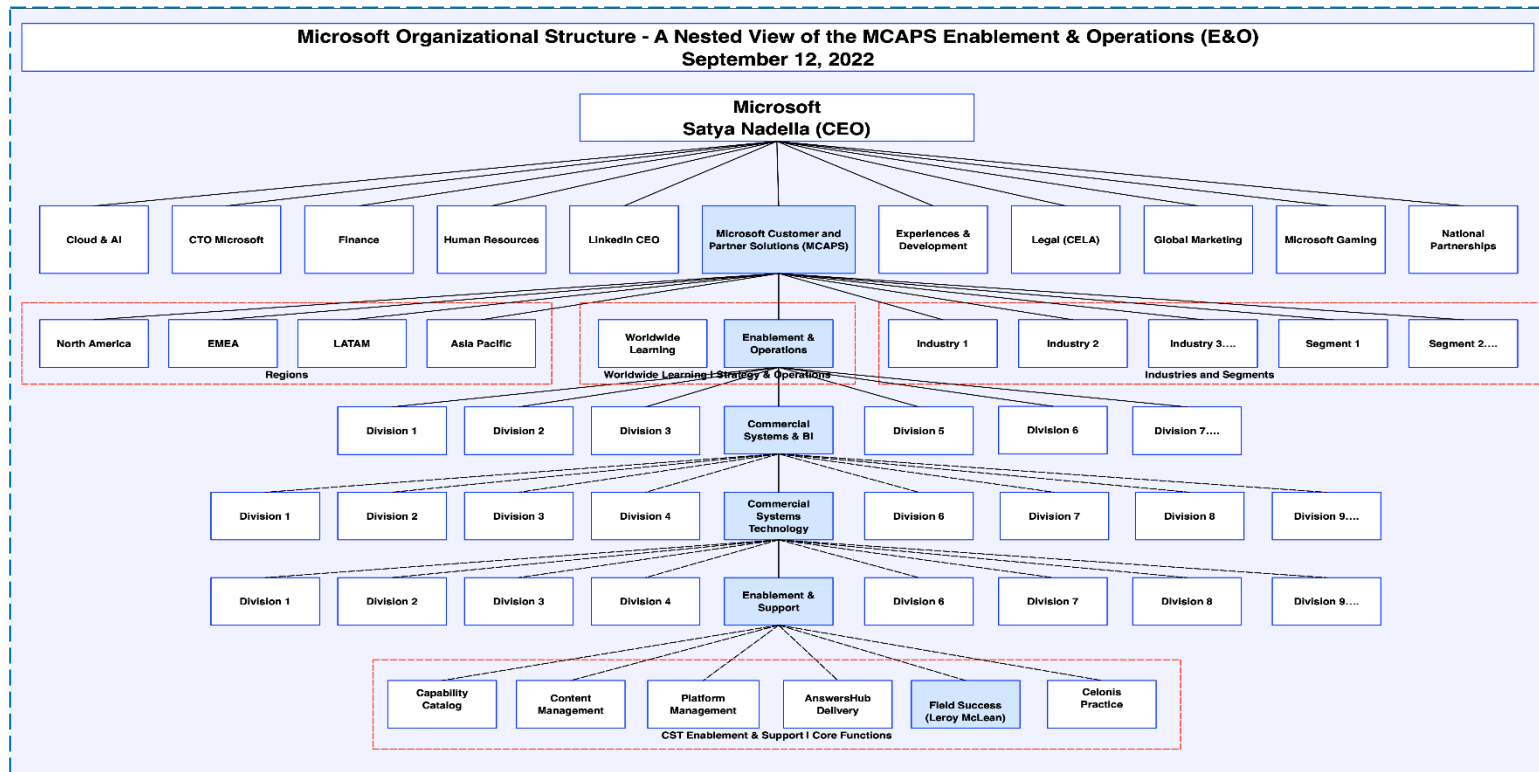 Microsoft Organizational Structure - A Nested View of the MCAPS Enablement & Operations (E&O)
September 12, 2022
Microsoft
Satya Nadella (CEO)
Cloud & AI
CTO Microsoft
Finance
Human Resources
LinkedIn CEO
Microsoft Customer and
Partner Solutions (MCAPS)
Experiences &
Development
Legal (CELA)
Global Marketing
Microsoft Gaming
National
Partnerships
North America
EMEA
LATAM
Asia Pacific
Regions
Worldwide
Learning
Enablement &
Operations
Worldwide Learning | Strategy & Operations
Industry 1
Industry 2
Industry 3....
Segment 1
Segment 2....
Industries and Segments
Division 1
Division 2
Division 3
Commercial
Systems & BI
Division 5
Division 6
Division 7....
Division 1
Division 2
Division 3
Division 4
Commercial
Systems
Technology
Division 6
Division 7
Division 8
Division 9....
Division 1
Division 2
Division 3
Division 4
Enablement &
Support
Division 6
Division 7
Division 8
Division 9....
Capability
Catalog
Content
Management
Platform
Management
AnswersHub
Delivery
Field Success
(Leroy McLean)
Celonis
Practice
CST Enablement & Support | Core Functions